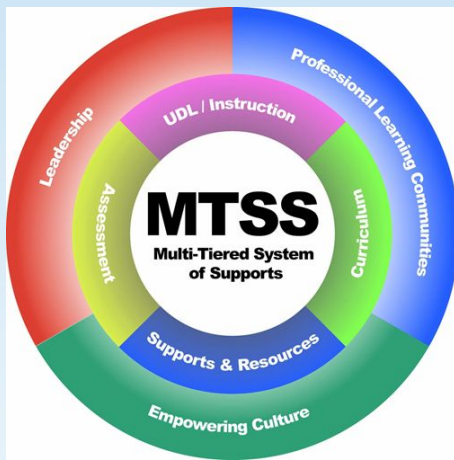 Leadership
Professional Learning Communities
UDL / Instruction
Assessment
Curriculum
MTSS
Multi-Tiered System
of Supports
Supports & Resources
Empowering Culture